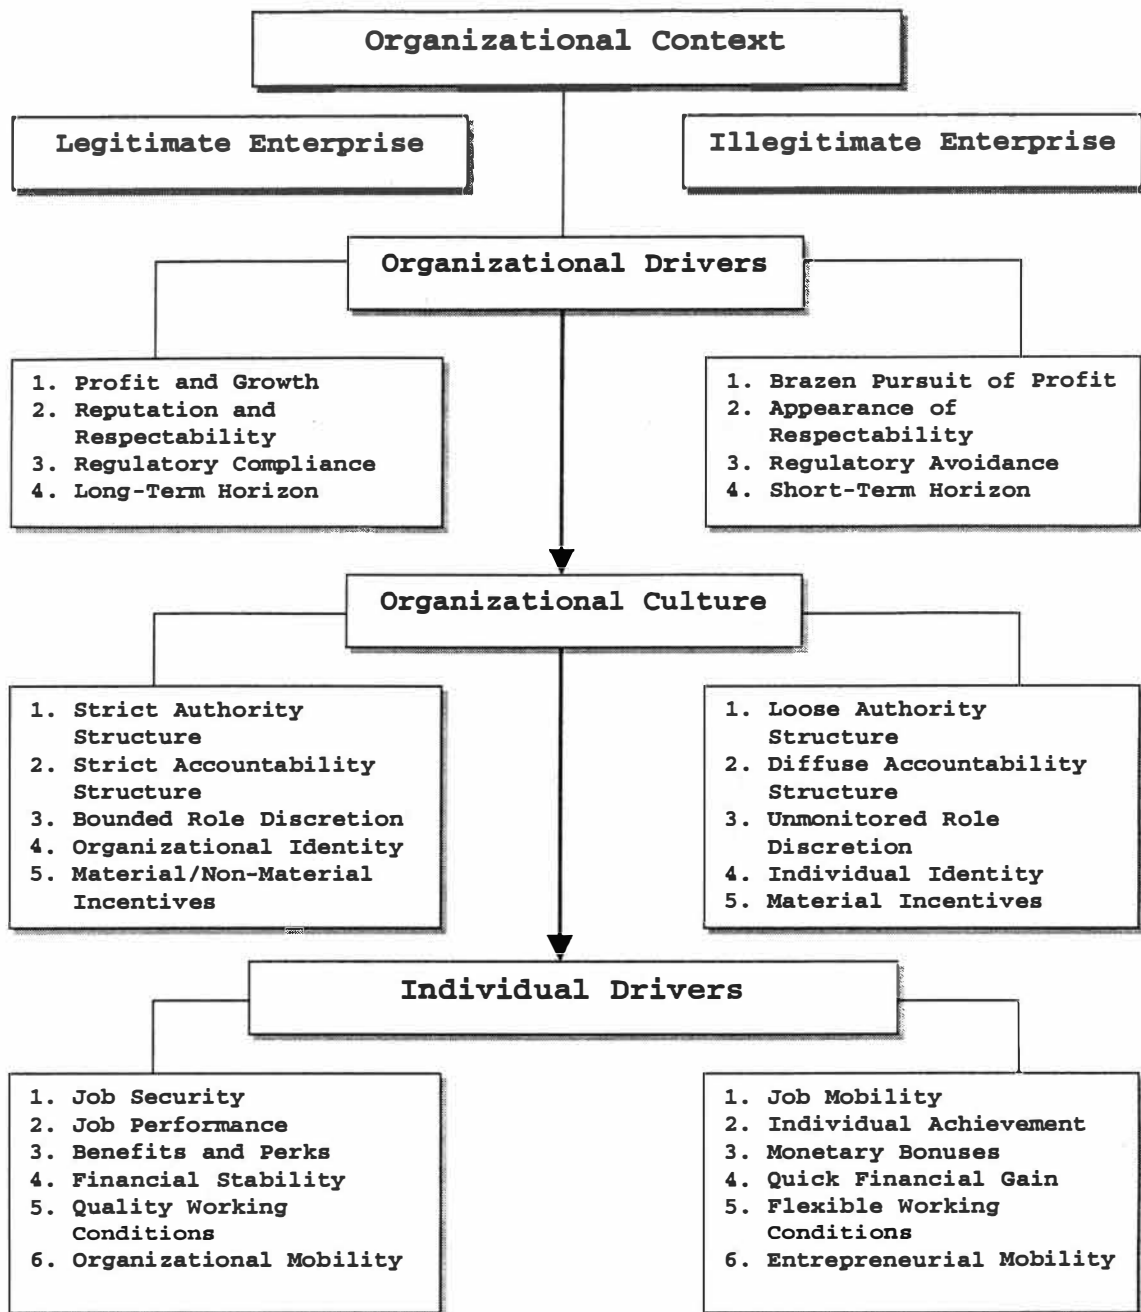 Organizational Context
Legitimate Enterprise
Illegitimate Enterprise
Organizational Drivers
1. Profit and Growth
2. Reputation and
Respectability
3. Regulatory Compliance
4. Long-Term Horizon
1. Brazen Pursuit of Profit
2. Appearance of
Respectability
3. Regulatory Avoidance
4. Short-Term Horizon
Organizational Culture
1. Strict Authority
Structure
2. Strict Accountability
Structure
3. Bounded Role Discretion
4. Organizational Identity
5. Material/Non-Material
Incentives
1. Loose Authority
Structure
2. Diffuse Accountability
Structure
3. Unmonitored Role
Discretion
4. Individual Identity
5. Material Incentives
Individual Drivers
1. Job Security
2. Job Performance
3. Benefits and Perks
4. Financial Stability
5. Quality Working
Conditions
6. Organizational Mobility
1. Job Mobility
2. Individual Achievement
3. Monetary Bonuses
4. Quick Financial Gain
5. Flexible Working
Conditions
6. Entrepreneurial Mobility